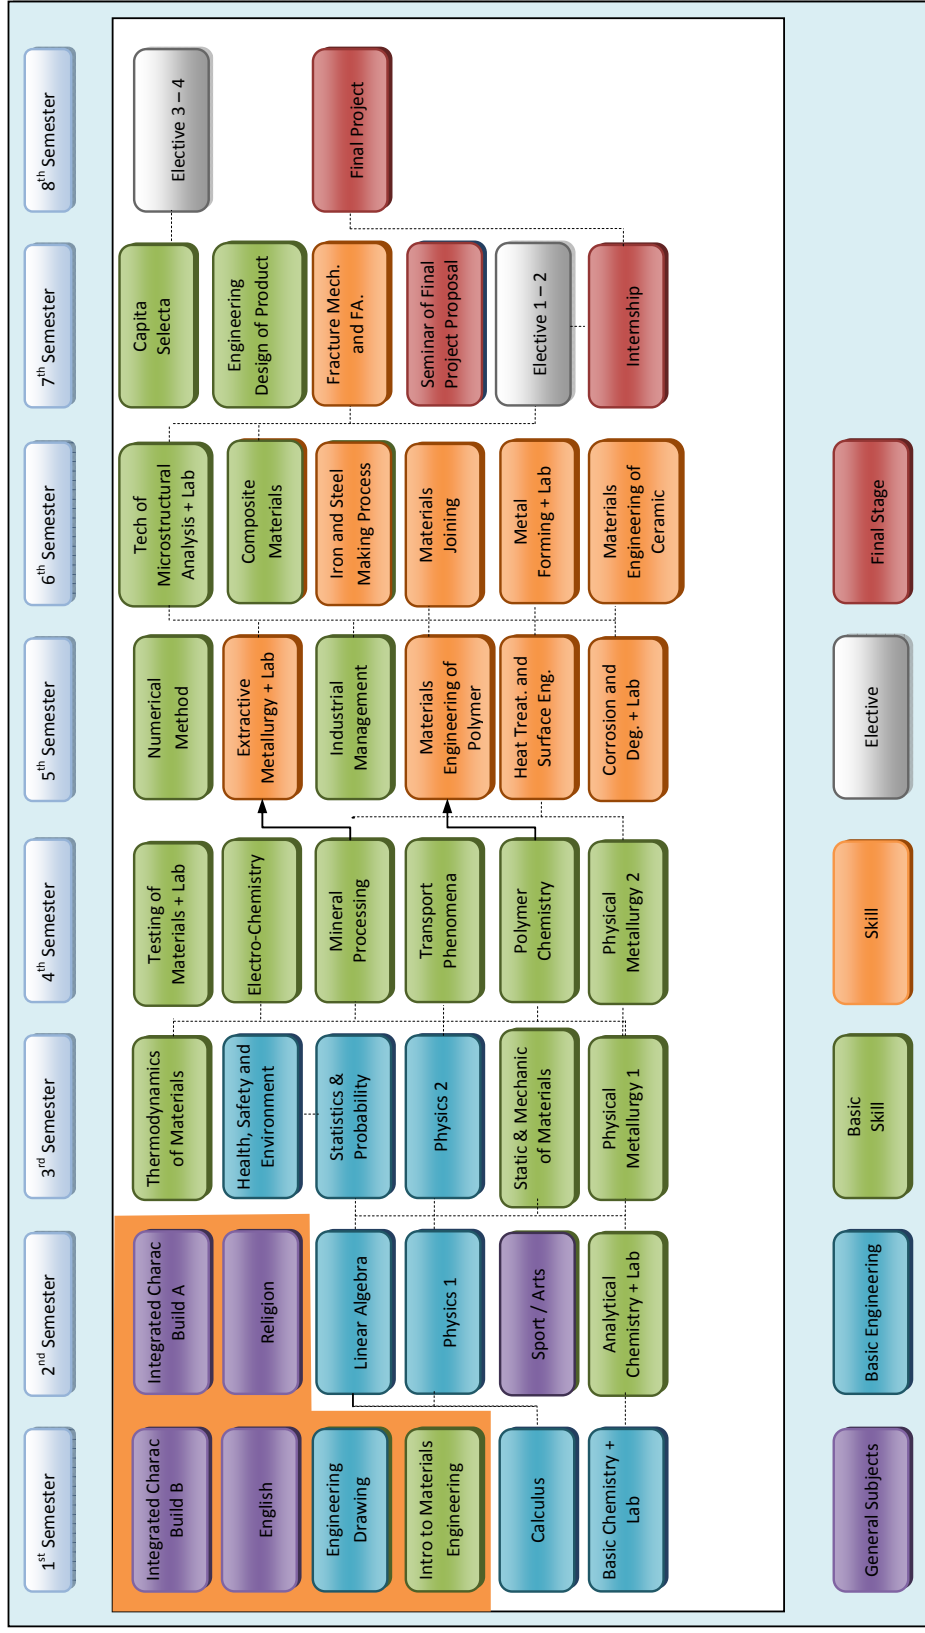 1st Semester
2nd Semester
3rd Semester
4th Semester
5th Semester
6th Semester
7th Semester
8th Semester
Integrated Charac
Build B
English
Engineering
Drawing
Intro to Materials
Engineering
Calculus
Basic Chemistry +
Lab
Integrated Charac
Build A
Religion
Linear Algebra
Physics 1
Sport / Arts
Analytical
Chemistry + Lab
Thermodynamics
of Materials
Health, Safety and
Environment
Statistics &
Probability
Physics 2
Static & Mechanic
of Materials
Physical
Metallurgy 1
Testing of
Materials + Lab
Electro-Chemistry
Mineral
Processing
Transport
Phenomena
Polymer
Chemistry
Physical
Metallurgy 2
Numerical
Method
Extractive
Metallurgy + Lab
Industrial
Management
Materials
Engineering of
Polymer
Heat Treat. and
Surface Eng.
Corrosion and
Deg. + Lab
Tech of
Microstructural
Analysis + Lab
Composite
Materials
Iron and Steel
Making Process
Materials
Joining
Metal
Forming + Lab
Materials
Engineering of
Ceramic
Capita
Selecta
Engineering
Design of Product
Fracture Mech.
and FA.
Seminar of Final
Project Proposal
Elective 1 – 2
Internship
Elective 3 – 4
Final Project
General Subjects
Basic Engineering
Basic
Skill
Skill
Elective
Final Stage